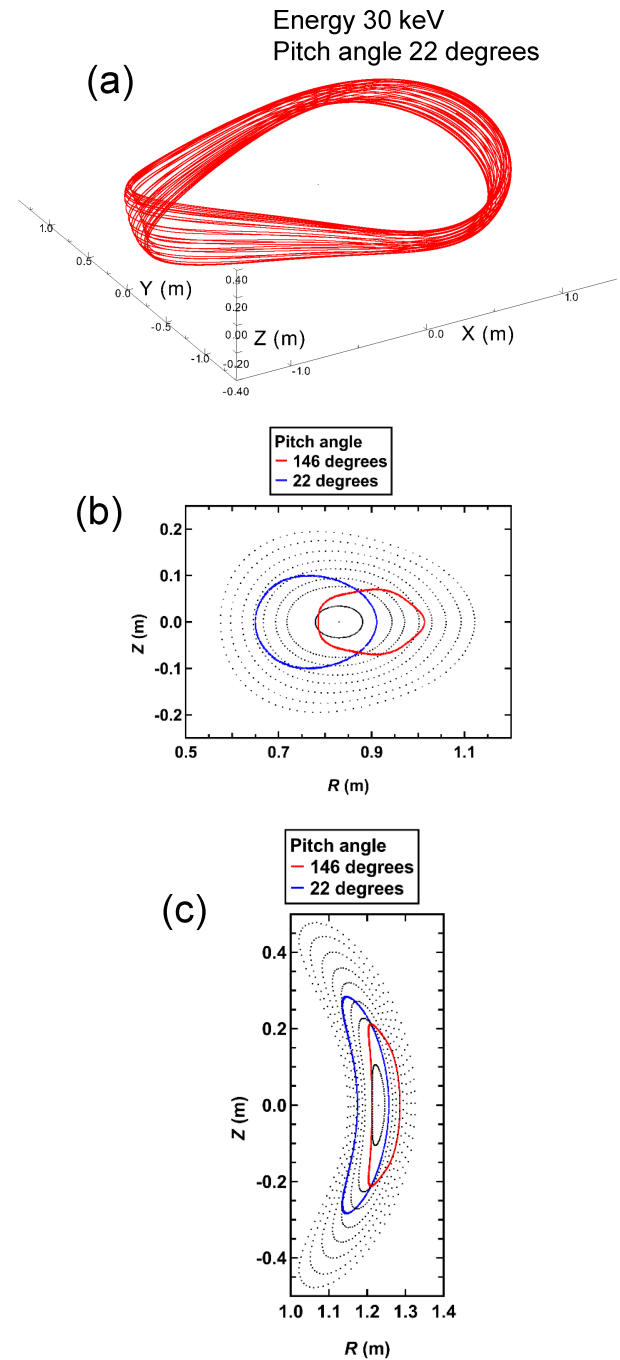 Energy 30 keV
Pitch angle 22 degrees
(a)
1.0
0.5
Y (m)
0.0
-0.5
-1.0
0.40
0.20
0.00
-0.20
-0.40
Z (m)
-1.0
0.0
X (m)
1.0
Pitch angle
146 degrees
22 degrees
(b)
0.2
0.1
0.0
-0.1
-0.2
Z (m)
0.5 0.7 0.9 1.1
R (m)
Pitch angle
146 degrees
22 degrees
(c)
0.4
0.2
0.0
-0.2
-0.4
Z (m)
1.0 1.1 1.2 1.3 1.4
R (m)